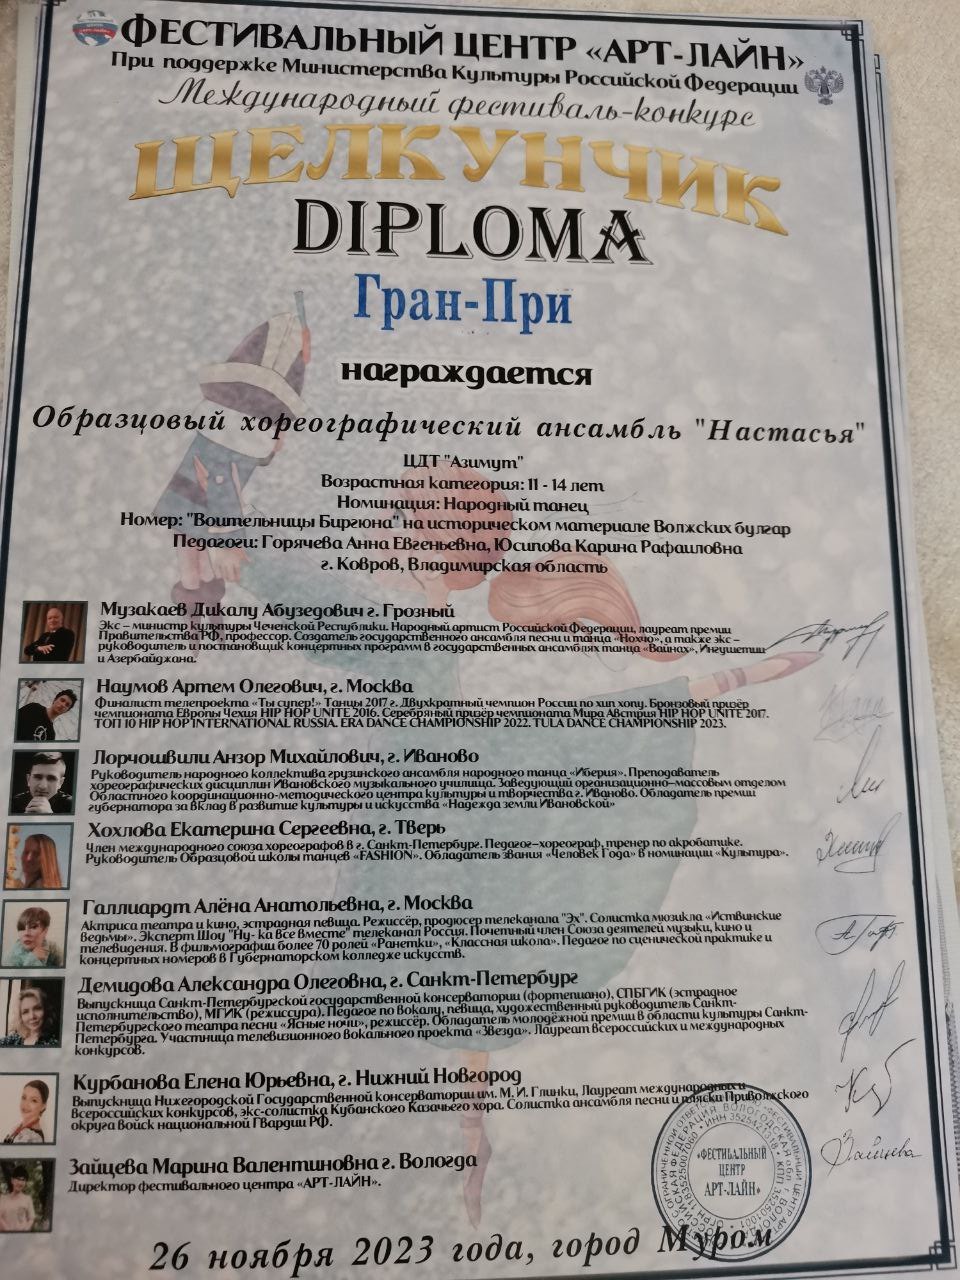 ФЕСТИВАЛЬНЫЙ ЦЕНТР «АРТ-ЛАЙН»
При поддержке Министерства Культуры Российской Федерации
Международный фестиваль-конкурс
ЩЕЛКУНЧИК
DIPLOMA
Гран-При
награждается
Образцовый хореографический ансамбль "Настасья"
ЦДТ "Азимут"
Возрастная категория: 11 - 14 лет
Номинация: Народный танец
Номер: "Воительницы Биргюна" на историческом материале Волжских булгар
Педагоги: Горячева Анна Евгеньевна, Юсипова Карина Рафаиловна
г. Ковров, Владимирская область
Музакаев Дикалу Абузедович г. Грозный
Экс – министр культуры Чеченской Республики. Народный артист Российской Федерации, лауреат премии
Правительства РФ, профессор. Создатель государственного ансамбля песни и танца «Нохчо», а также экс –
руководитель и постановщик концертных программ в государственных ансамблях танца «Вайнах», Ингушетии
и Азербайджана.
Наумов Артем Олегович, г. Москва
Финалист телепроекта «Ты супер!» Танцы 2017 г. Двухкратный чемпион России по хип хопу. Бронзовый призёр
чемпионата Европы Чехия HIP HOP UNITE 2016. Серебряный призёр чемпионата Мира Австрия HIP HOP UNITE 2017.
ТОП 10 HIP HOP INTERNATIONAL RUSSIA. ERA DANCE CHAMPIONSHIP 2022. TULA DANCE CHAMPIONSHIP 2023.
Лорчошвили Анзор Михайлович, г. Иваново
Руководитель народного коллектива грузинского ансамбля народного танца «Иберия». Преподаватель
хореографических дисциплин Ивановского музыкального училища. Заведующий организационно–массовым отделом
Областного координационно-методического центра культуры и творчества г. Иваново. Обладатель премии
губернатора за вклад в развитие культуры и искусства «Надежда земли Ивановской»
Хохлова Екатерина Сергеевна, г. Тверь
Член международного союза хореографов в г. Санкт-Петербург. Педагог–хореограф, тренер по акробатике.
Руководитель Образцовой школы танцев «FASHION». Обладатель звания «Человек Года» в номинации «Культура».
Галлиардт Алёна Анатольевна, г. Москва
Актриса театра и кино, эстрадная певица. Режиссёр, продюсер телеканала "Эх". Солистка мюзикла «Иствинские
ведьмы». Эксперт Шоу "Ну- ка все вместе" телеканал Россия. Почетный член Союза деятелей музыки, кино и
телевидения. В фильмографии более 70 ролей «Ранетки», «Классная школа». Педагог по сценической практике и
концертных номеров в Губернаторском колледже искусств.
Демидова Александра Олеговна, г. Санкт-Петербург
Выпускница Санкт-Петербургской государственной консерватории (фортепиано), СПБГИК (эстрадное
исполнительство), МГИК (режиссура). Педагог по вокалу, певица, художественный руководитель Санкт-
Петербургского театра песни «Ясные ночи», режиссёр. Обладатель молодёжной премии в области культуры Санкт-
Петербурга. Участница телевизионного вокального проекта «Звезда». Лауреат всероссийских и международных
конкурсов.
Курбанова Елена Юрьевна, г. Нижний Новгород
Выпускница Нижегородской Государственной консерватории им. М. И. Глинки, Лауреат международных и
всероссийских конкурсов, экс-солистка Кубанского Казачьего хора. Солистка ансамбля песни и пляски Приволжского
округа войск национальной Гвардии РФ.
Зайцева Марина Валентиновна г. Вологда
Директор фестивального центра «АРТ-ЛАЙН».
«ФЕСТИВАЛЬНЫЙ
ЦЕНТР
АРТ-ЛАЙН»
26 ноября 2023 года, город Муром